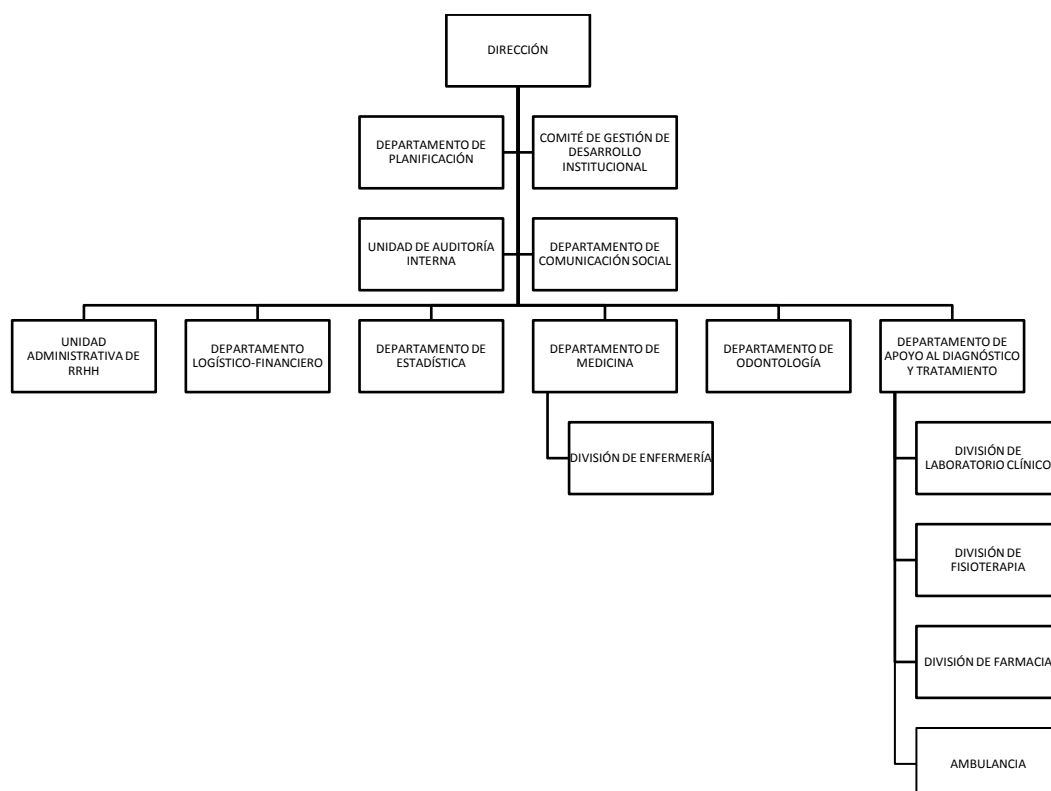 DIRECCIÓN
DEPARTAMENTO DE
PLANIFICACIÓN
COMITÉ DE GESTIÓN DE
DESARROLLO
INSTITUCIONAL
UNIDAD DE AUDITORÍA
INTERNA
DEPARTAMENTO DE
COMUNICACIÓN SOCIAL
UNIDAD
ADMINISTRATIVA DE
RRHH
DEPARTAMENTO
LOGÍSTICO-FINANCIERO
DEPARTAMENTO DE
ESTADÍSTICA
DEPARTAMENTO DE
MEDICINA
DEPARTAMENTO DE
ODONTOLOGÍA
DEPARTAMENTO DE
APOYO AL DIAGNÓSTICO
Y TRATAMIENTO
DIVISIÓN DE ENFERMERÍA
DIVISIÓN DE
LABORATORIO CLÍNICO
DIVISIÓN DE
FISIOTERAPIA
DIVISIÓN DE FARMACIA
AMBULANCIA